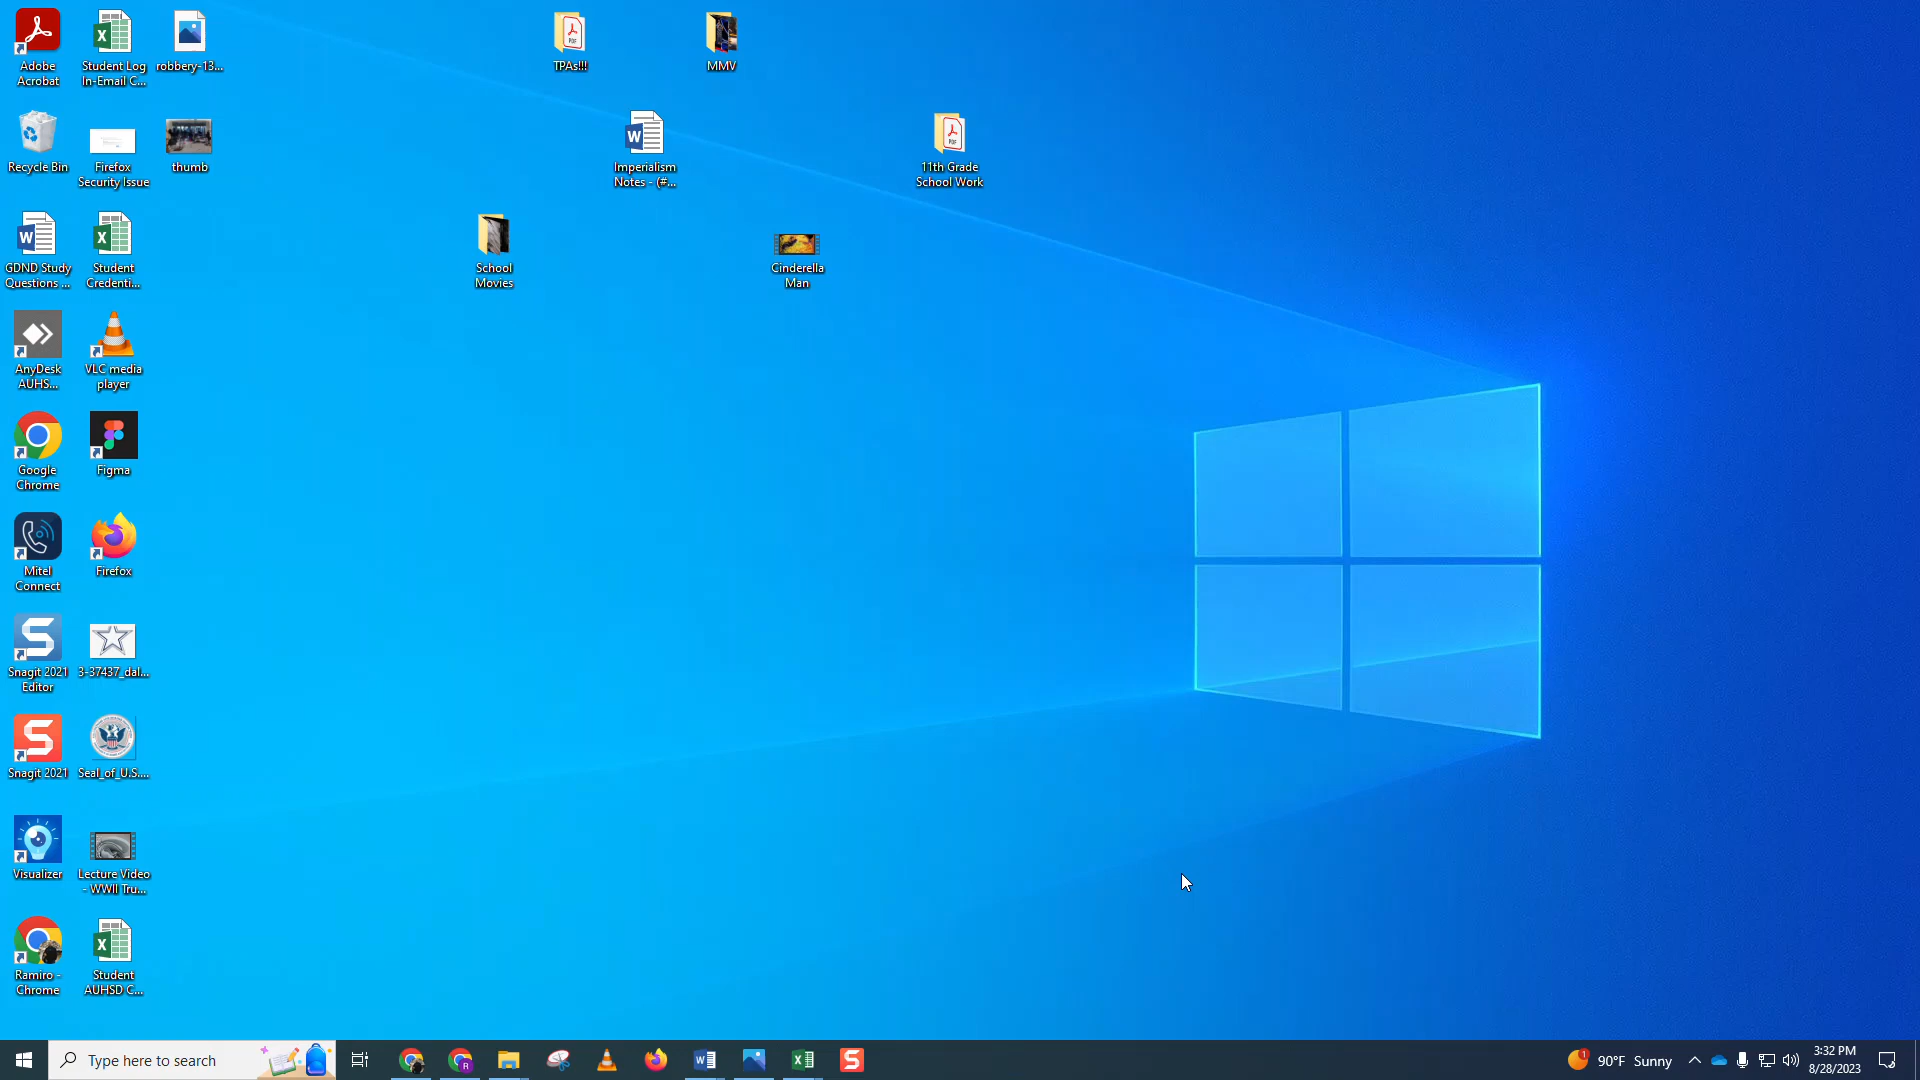 Adobe
Acrobat
Student Log
In-Email C...
robbery-13...
TPAs!!!
MMV
Recycle Bin
Firefox
Security Issue
thumb
Imperialism
Notes - (#...
11th Grade
School Work
GDND Study
Questions ...
Student
Credenti...
School
Movies
Cinderella
Man
AnyDesk
AUHS...
VLC media
player
Google
Chrome
Figma
Mitel
Connect
Firefox
Snagit 2021
Editor
3-37437_dal...
Snagit 2021
Seal_of_U.S....
Visualizer
Lecture Video
- WWII Tru...
Ramiro -
Chrome
Student
AUHSD C...
Type here to search
90°F Sunny
3:32 PM
8/28/2023